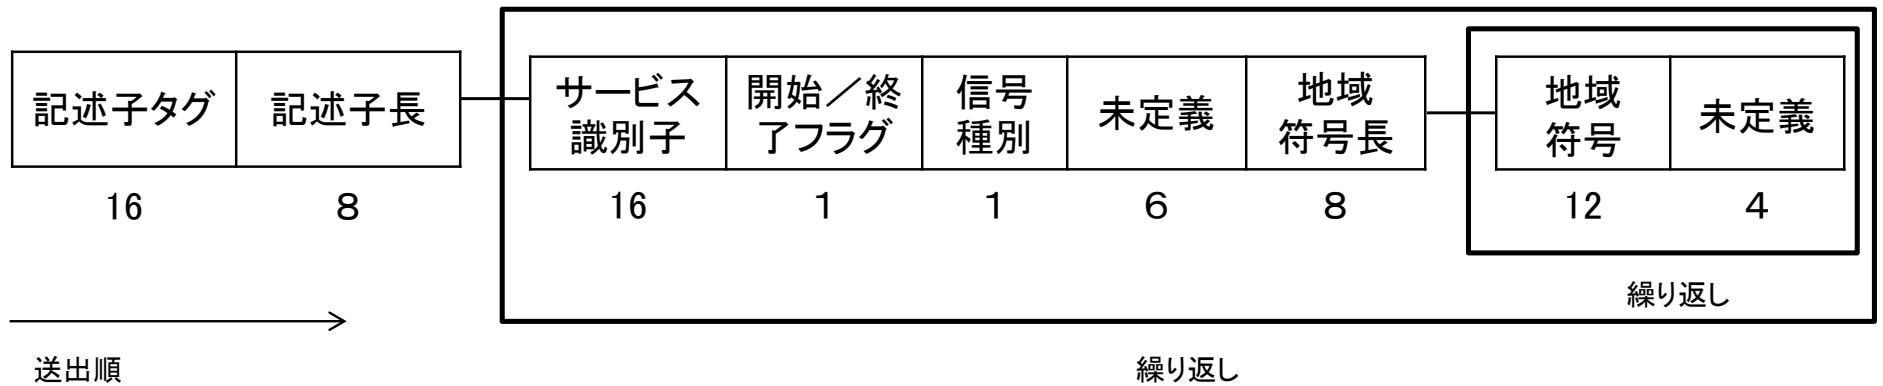 記述子タグ
記述子長
サービス
識別子
開始／終
了フラグ
信号
種別
未定義
地域
符号長
地域
符号
未定義
16
8
16
1
1
6
8
12
4
繰り返し
送出順
繰り返し